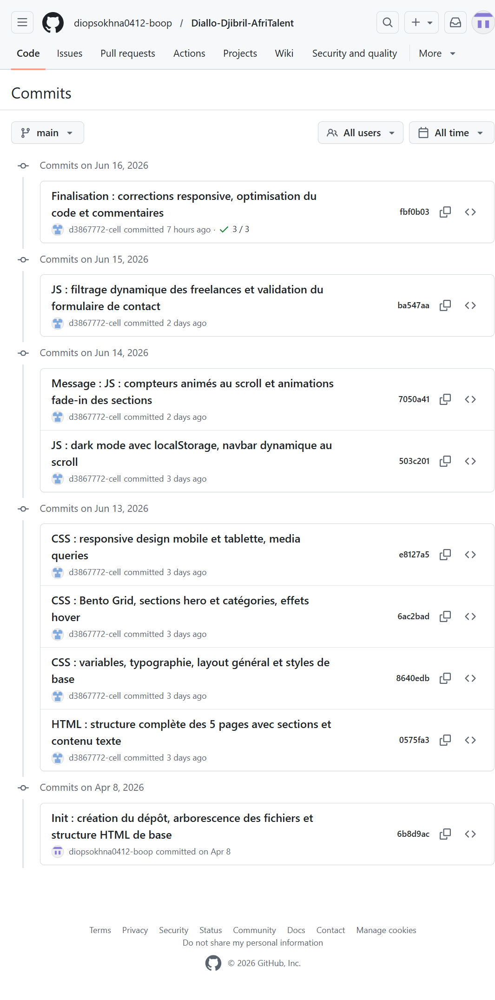 diopsokhna0412-boop / Diallo-Djibril-AfriTalent
Code Issues Pull requests Actions Projects Wiki Security and quality More
Commits
main All users All time
Commits on Jun 16, 2026
Finalisation : corrections responsive, optimisation du
code et commentaires
fbf0b03
d3867772-cell committed 7 hours ago · 3 / 3
Commits on Jun 15, 2026
JS : filtrage dynamique des freelances et validation du
formulaire de contact
ba547aa
d3867772-cell committed 2 days ago
Commits on Jun 14, 2026
Message : JS : compteurs animés au scroll et animations
fade-in des sections
7050a41
d3867772-cell committed 2 days ago
JS : dark mode avec localStorage, navbar dynamique au
scroll
503c201
d3867772-cell committed 3 days ago
Commits on Jun 13, 2026
CSS : responsive design mobile et tablette, media
queries
e8127a5
d3867772-cell committed 3 days ago
CSS : Bento Grid, sections hero et catégories, effets
hover
6ac2bad
d3867772-cell committed 3 days ago
CSS : variables, typographie, layout général et styles de
base
8640edb
d3867772-cell committed 3 days ago
HTML : structure complète des 5 pages avec sections et
contenu texte
0575fa3
d3867772-cell committed 3 days ago
Commits on Apr 8, 2026
Init : création du dépôt, arborescence des fichiers et
structure HTML de base
6b8d9ac
diopsokhna0412-boop committed on Apr 8
Terms Privacy Security Status Community Docs Contact Manage cookies
Do not share my personal information
© 2026 GitHub, Inc.